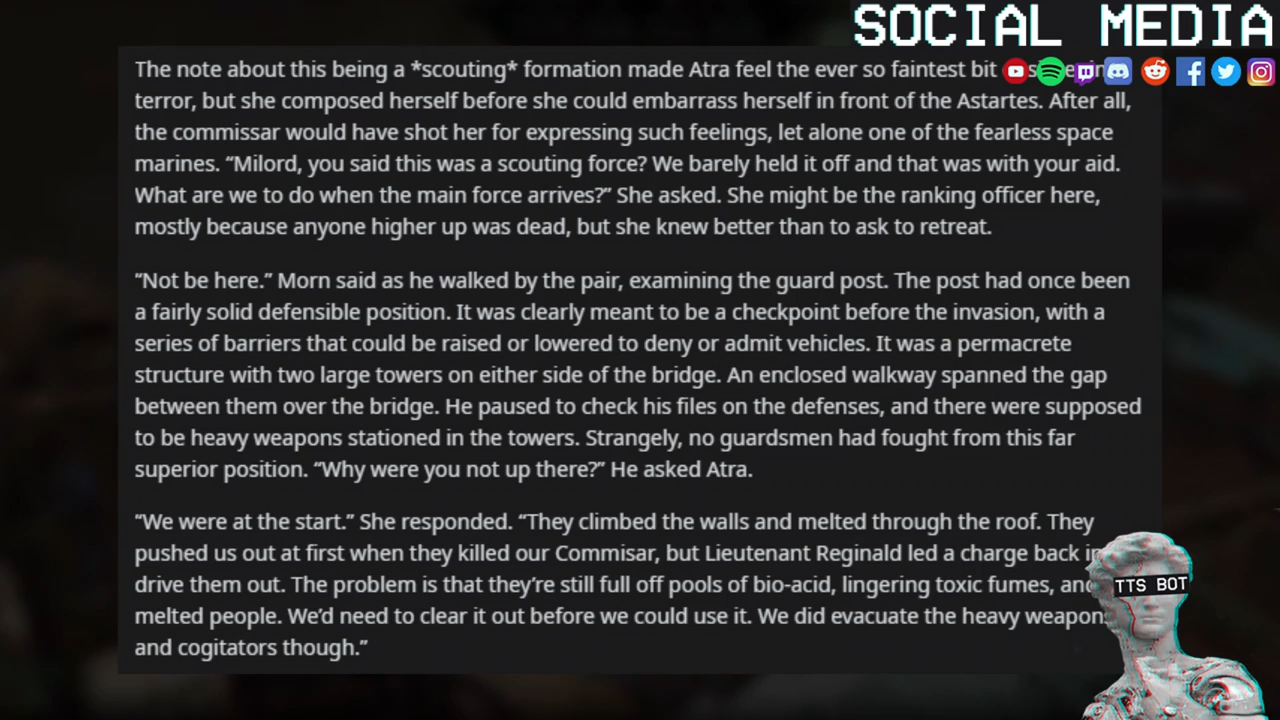 SOCIAL MEDIA
The note about this being a *scouting* formation made Atra feel the ever so faintest bit
terror, but she composed herself before she could embarrass herself in front of the Astartes. After all,
the commissar would have shot her for expressing such feelings, let alone one of the fearless space
marines. “Milord, you said this was a scouting force? We barely held it off and that was with your aid.
What are we to do when the main force arrives?” She asked. She might be the ranking officer here,
mostly because anyone higher up was dead, but she knew better than to ask to retreat.
“Not be here.” Morn said as he walked by the pair, examining the guard post. The post had once been
a fairly solid defensible position. It was clearly meant to be a checkpoint before the invasion, with a
series of barriers that could be raised or lowered to deny or admit vehicles. It was a permacrete
structure with two large towers on either side of the bridge. An enclosed walkway spanned the gap
between them over the bridge. He paused to check his files on the defenses, and there were supposed
to be heavy weapons stationed in the towers. Strangely, no guardsmen had fought from this far
superior position. “Why were you not up there?” He asked Atra.
“We were at the start.” She responded. “They climbed the walls and melted through the roof. They
pushed us out at first when they killed our Commisar, but Lieutenant Reginald led a charge back
drive them out. The problem is that they’re still full off pools of bio-acid, lingering toxic fumes,
melted people. We’d need to clear it out before we could use it. We did evacuate the heavy weapons
and cogitators though.”
TTS BOT